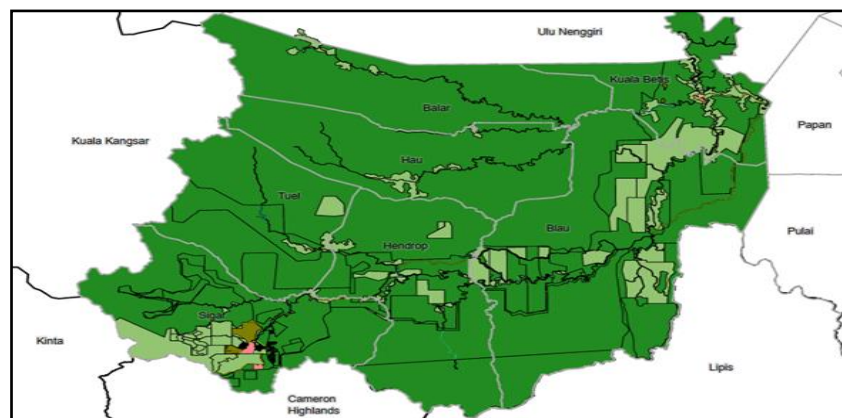 Ulu Nenggiri
Kuala Betis
Balar
Papan
Kuala Kangsar
Hau
Tuel
Blau
Pulai
Hendrop
Sigar
Kinta
Lipis
Cameron
Highlands